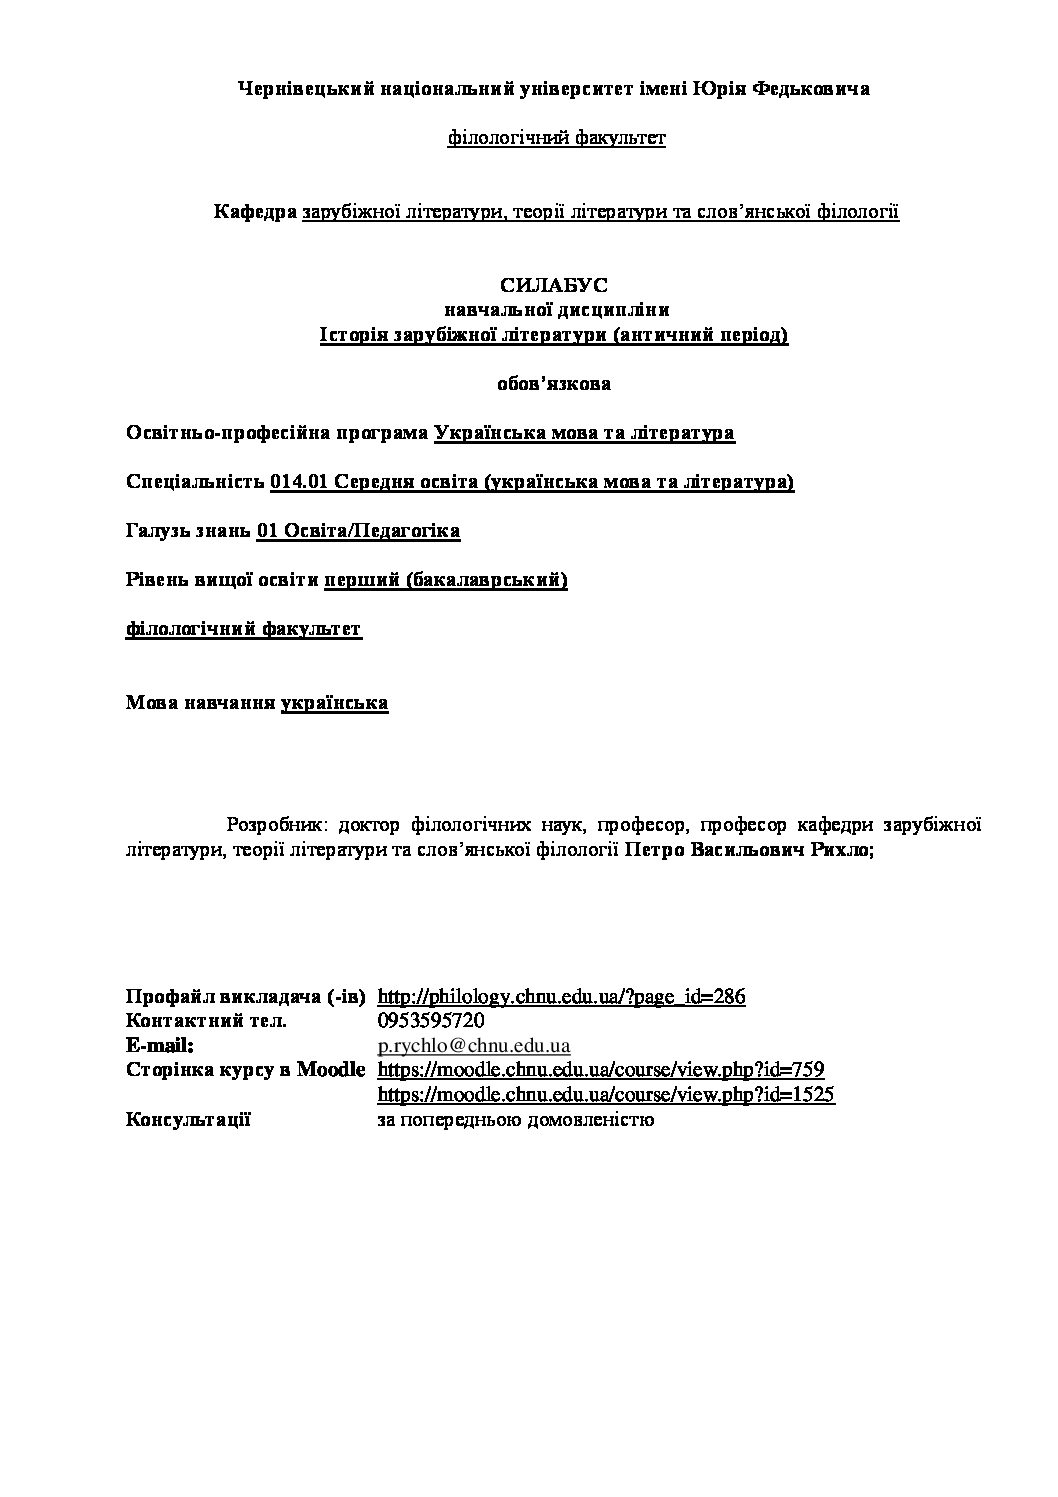 Чернівецький національний університет імені Юрія Федьковича
філологічний факультет
Кафедра зарубіжної літератури, теорії літератури та слов’янської філології
СИЛАБУС
навчальної дисципліни
Історія зарубіжної літератури (античний період)
обов’язкова
Освітньо-професійна програма Українська мова та література
Спеціальність 014.01 Середня освіта (українська мова та література)
Галузь знань 01 Освіта/Педагогіка
Рівень вищої освіти перший (бакалаврський)
філологічний факультет
Мова навчання українська
Розробник: доктор філологічних наук, професор, професор кафедри зарубіжної
літератури, теорії літератури та слов’янської філології Петро Васильович Рихло;
Профайл викладача (-ів) http://philology.chnu.edu.ua/?page_id=286
Контактний тел. 0953595720
E-mail: p.rychlo@chnu.edu.ua
Сторінка курсу в Moodle https://moodle.chnu.edu.ua/course/view.php?id=759
https://moodle.chnu.edu.ua/course/view.php?id=1525
Консультації за попередньою домовленістю